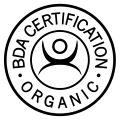 BDA CERTIFICATION
• ORGANIC •